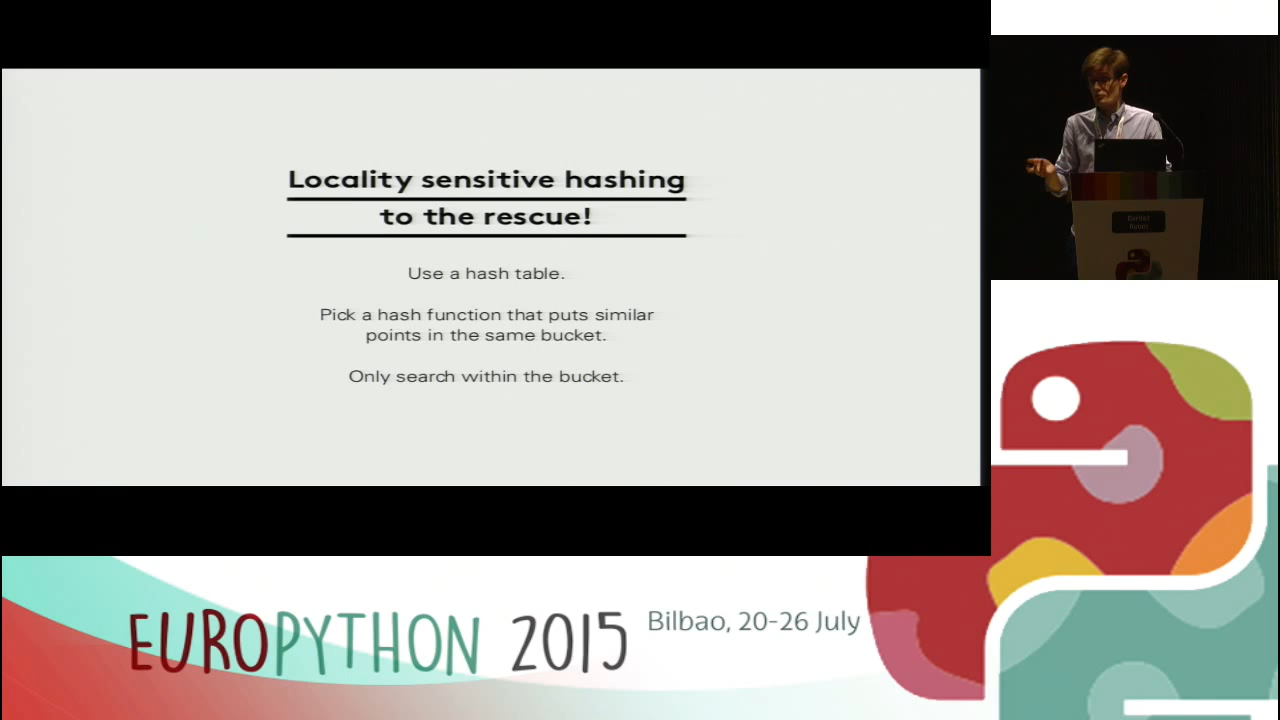 Locality sensitive hashing
to the rescue!
Use a hash table.
Pick a hash function that puts similar
points in the same bucket.
Only search within the bucket.
EUROPYTHON 2015
Bilbao, 20-26 July